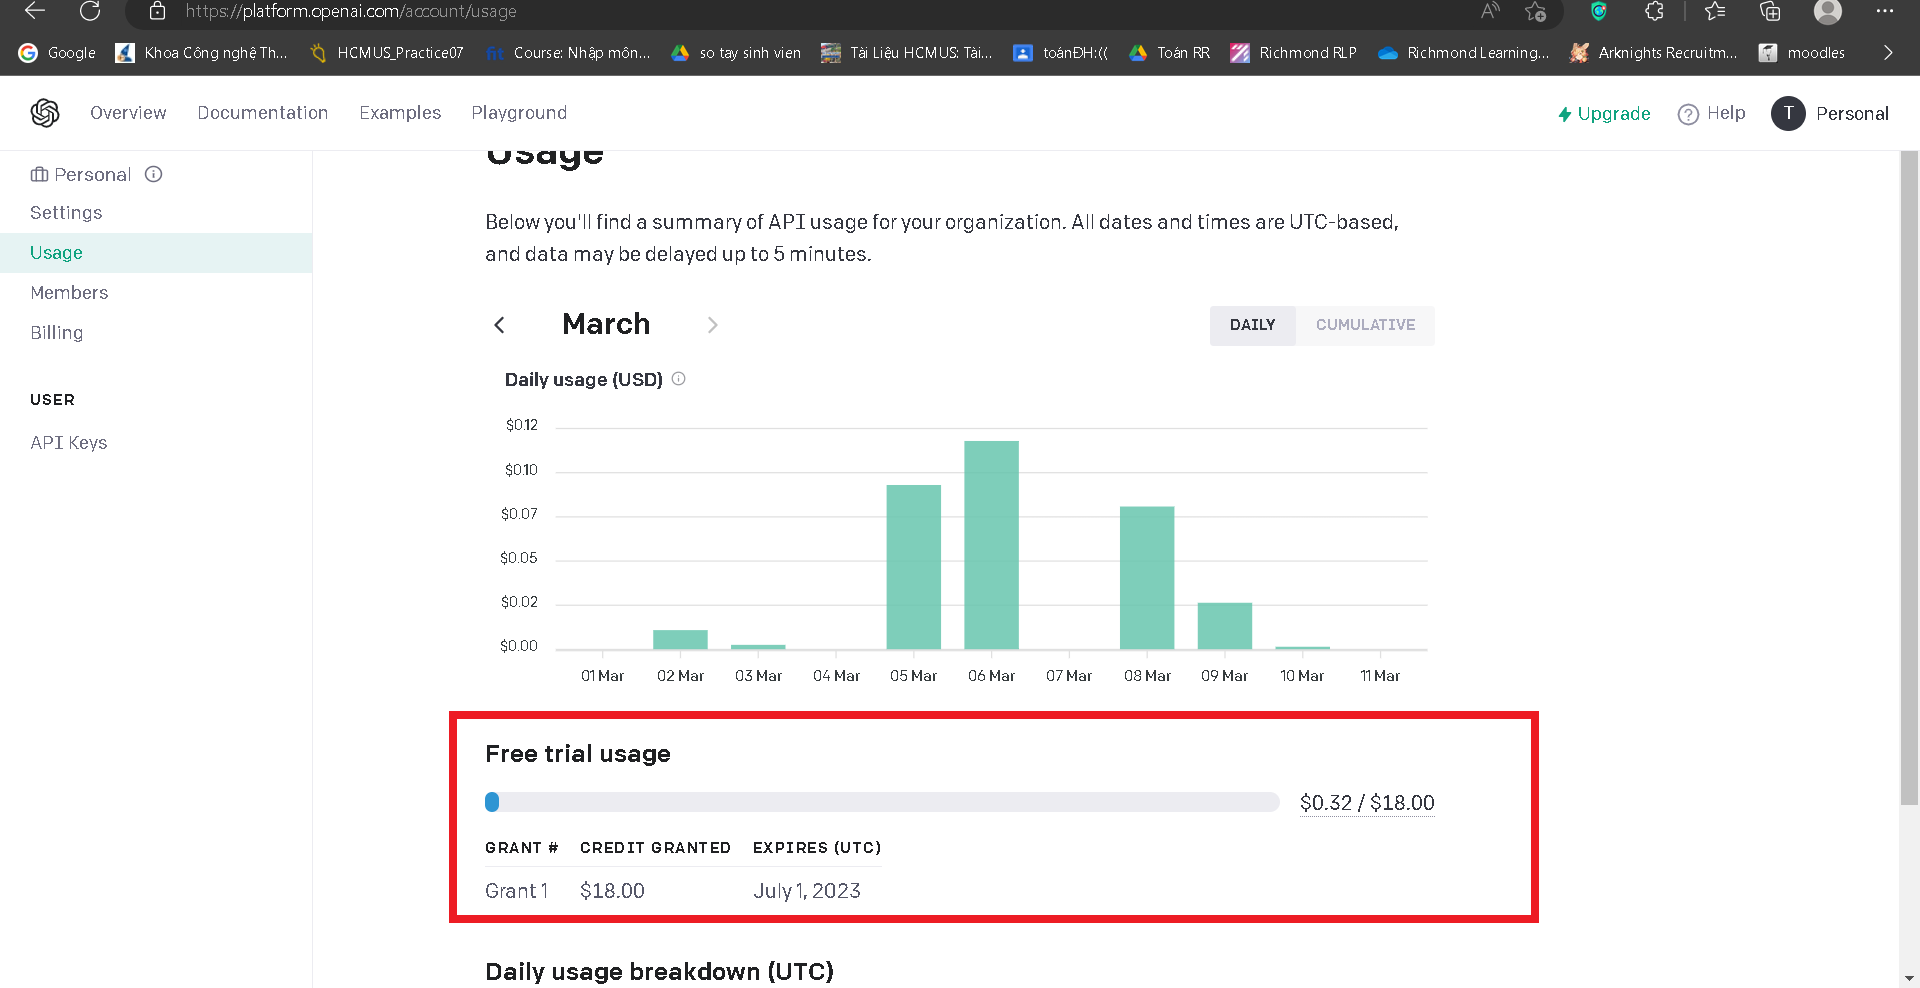 https://platform.openai.com/account/usage
Google Khoa Công nghệ Th... HCMUS_Practice07 fit Course: Nhập môn... so tay sinh vien Tài Liệu HCMUS: Tài... toánĐH:(( Toán RR Richmond RLP Richmond Learning... Arknights Recruitm... moodles
Overview Documentation Examples Playground Upgrade Help T Personal
Personal
Settings
Usage
Members
Billing
USER
API Keys
Usage
Below you'll find a summary of API usage for your organization. All dates and times are UTC-based,
and data may be delayed up to 5 minutes.
March DAILY CUMULATIVE
Daily usage (USD)
$0.12
$0.10
$0.07
$0.05
$0.02
$0.00
01 Mar 02 Mar 03 Mar 04 Mar 05 Mar 06 Mar 07 Mar 08 Mar 09 Mar 10 Mar 11 Mar
Free trial usage
$0.32 / $18.00
GRANT # CREDIT GRANTED EXPIRES (UTC)
Grant 1 $18.00 July 1, 2023
Daily usage breakdown (UTC)